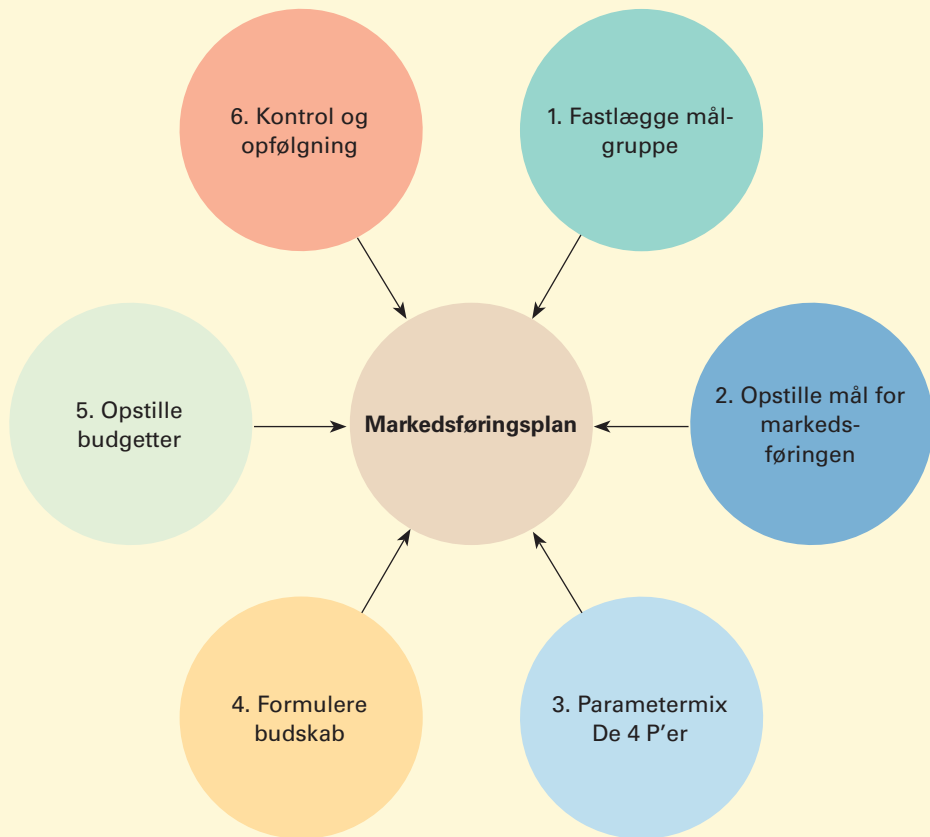 6. Kontrol og
opfølgning
1. Fastlægge mål-
gruppe
5. Opstille
budgetter
Markedsføringsplan
2. Opstille mål for
markeds-
føringen
4. Formulere
budskab
3. Parametermix
De 4 P’er